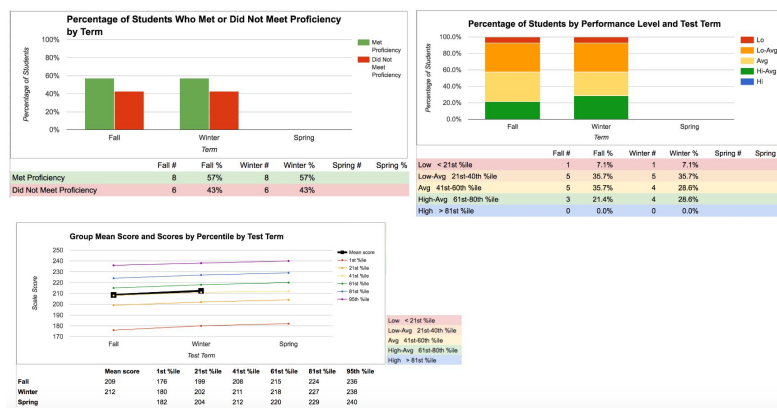 Percentage of Students Who Met or Did Not Meet Proficiency
by Term
100%
80%
60%
40%
20%
0%
Percentage of Students
Fall
Winter
Spring
Term
Met
Proficiency
Did Not
Meet
Proficiency
Fall # Fall % Winter # Winter % Spring # Spring %
Met Proficiency 8 57% 8 57%
Did Not Meet Proficiency 6 43% 6 43%
Percentage of Students by Performance Level and Test Term
100.0%
80.0%
60.0%
40.0%
20.0%
0.0%
Percentage of Students
Fall
Winter
Spring
Term
Lo
Lo-Avg
Avg
Hi-Avg
Hi
Fall # Fall % Winter # Winter % Spring # Spring
Low < 21st %ile 1 7.1% 1 7.1%
Low-Avg 21st-40th %ile 5 35.7% 5 35.7%
Avg 41st-60th %ile 5 35.7% 4 28.6%
High-Avg 61st-80th %ile 3 21.4% 4 28.6%
High > 81st %ile 0 0.0% 0 0.0%
Group Mean Score and Scores by Percentile by Test Term
250
240
230
220
210
200
190
180
170
Scale Score
Fall
Winter
Spring
Test Term
Mean score
1st %ile
21st %ile
41st %ile
61st %ile
81st %ile
95th %ile
Low < 21st %ile
Low-Avg 21st-40th %ile
Avg 41st-60th %ile
High-Avg 61st-80th %ile
High > 81st %ile
Mean score 1st %ile 21st %ile 41st %ile 61st %ile 81st %ile 95th %ile
Fall 209 176 199 208 215 224 236
Winter 212 180 202 211 218 227 238
Spring 182 204 212 220 229 240